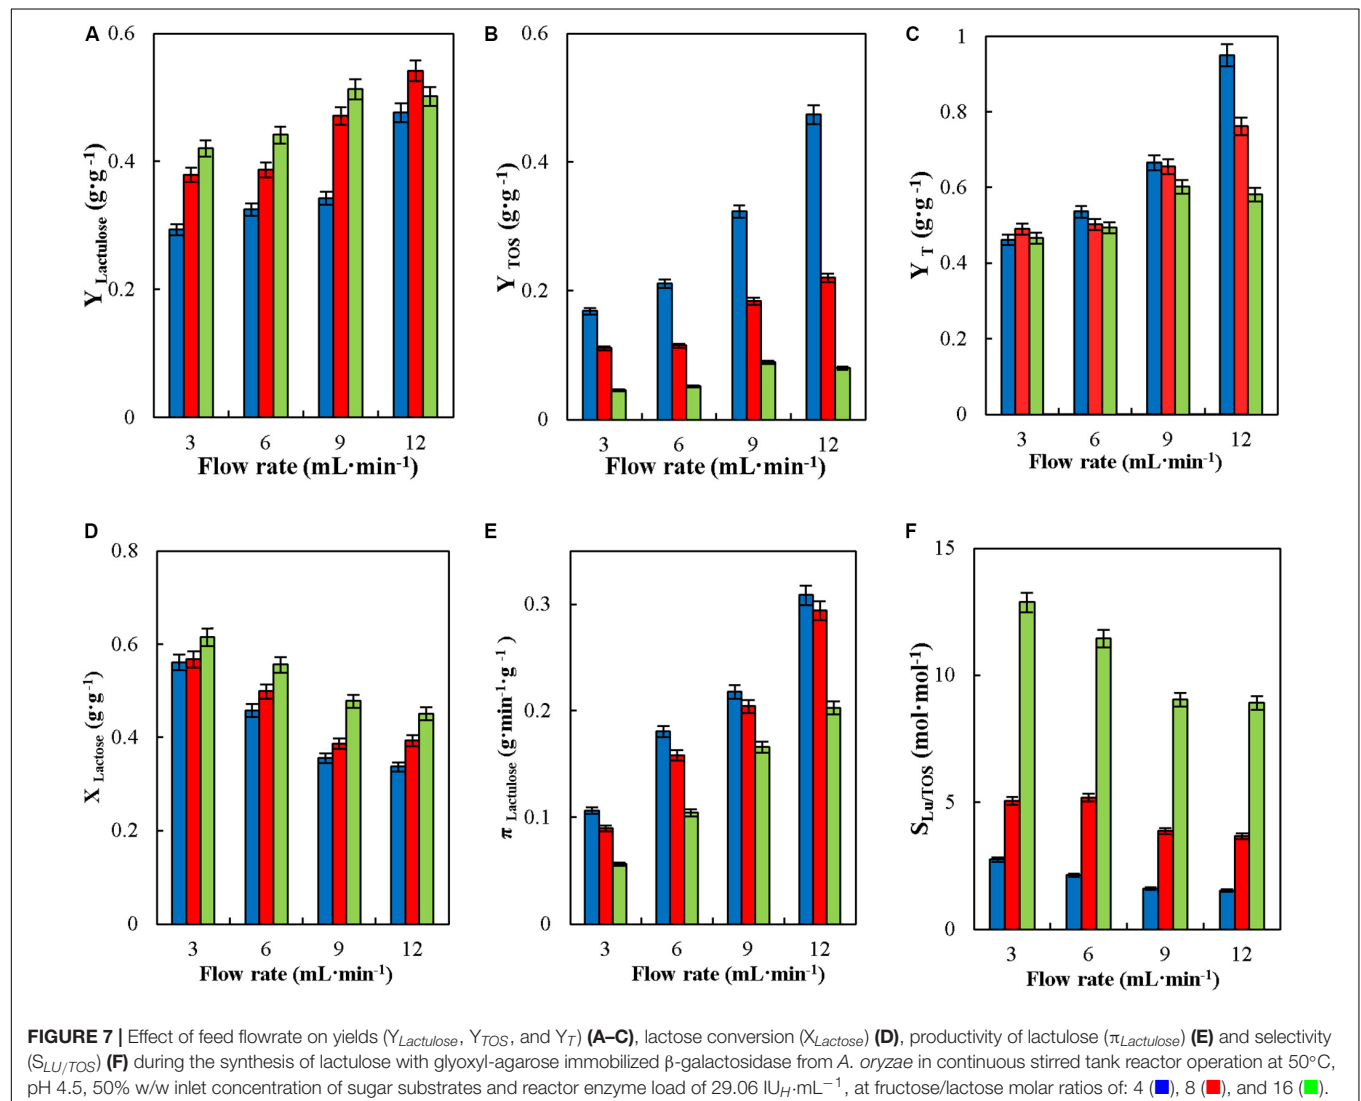 A
0.6
0.4
0.2
0
Y Lactulose (g·g-1)
3 6 9 12
Flow rate (mL·min-1)
B
0.6
0.4
0.2
0
Y TOS (g·g-1)
3 6 9 12
Flow rate (mL·min-1)
C
1
0.8
0.6
0.4
0.2
0
Y T (g·g-1)
3 6 9 12
Flow rate (mL·min-1)
D
0.8
0.6
0.4
0.2
0
X Lactose (g·g-1)
3 6 9 12
Flow rate (mL·min-1)
E
0.3
0.2
0.1
0
π Lactulose (g·min-1·g-1)
3 6 9 12
Flow rate (mL·min-1)
F
15
10
5
0
SLu/TOS (mol·mol-1)
3 6 9 12
Flow rate (mL·min-1)
FIGURE 7 | Effect of feed flowrate on yields (YLactulose, YTOS, and YT) (A–C), lactose conversion (XLactose) (D), productivity of lactulose (πLactulose) (E) and selectivity
(SLU/TOS) (F) during the synthesis of lactulose with glyoxyl-agarose immobilized β-galactosidase from A. oryzae in continuous stirred tank reactor operation at 50°C,
pH 4.5, 50% w/w inlet concentration of sugar substrates and reactor enzyme load of 29.06 IUH·mL−1, at fructose/lactose molar ratios of: 4 (■), 8 (■), and 16 (■).